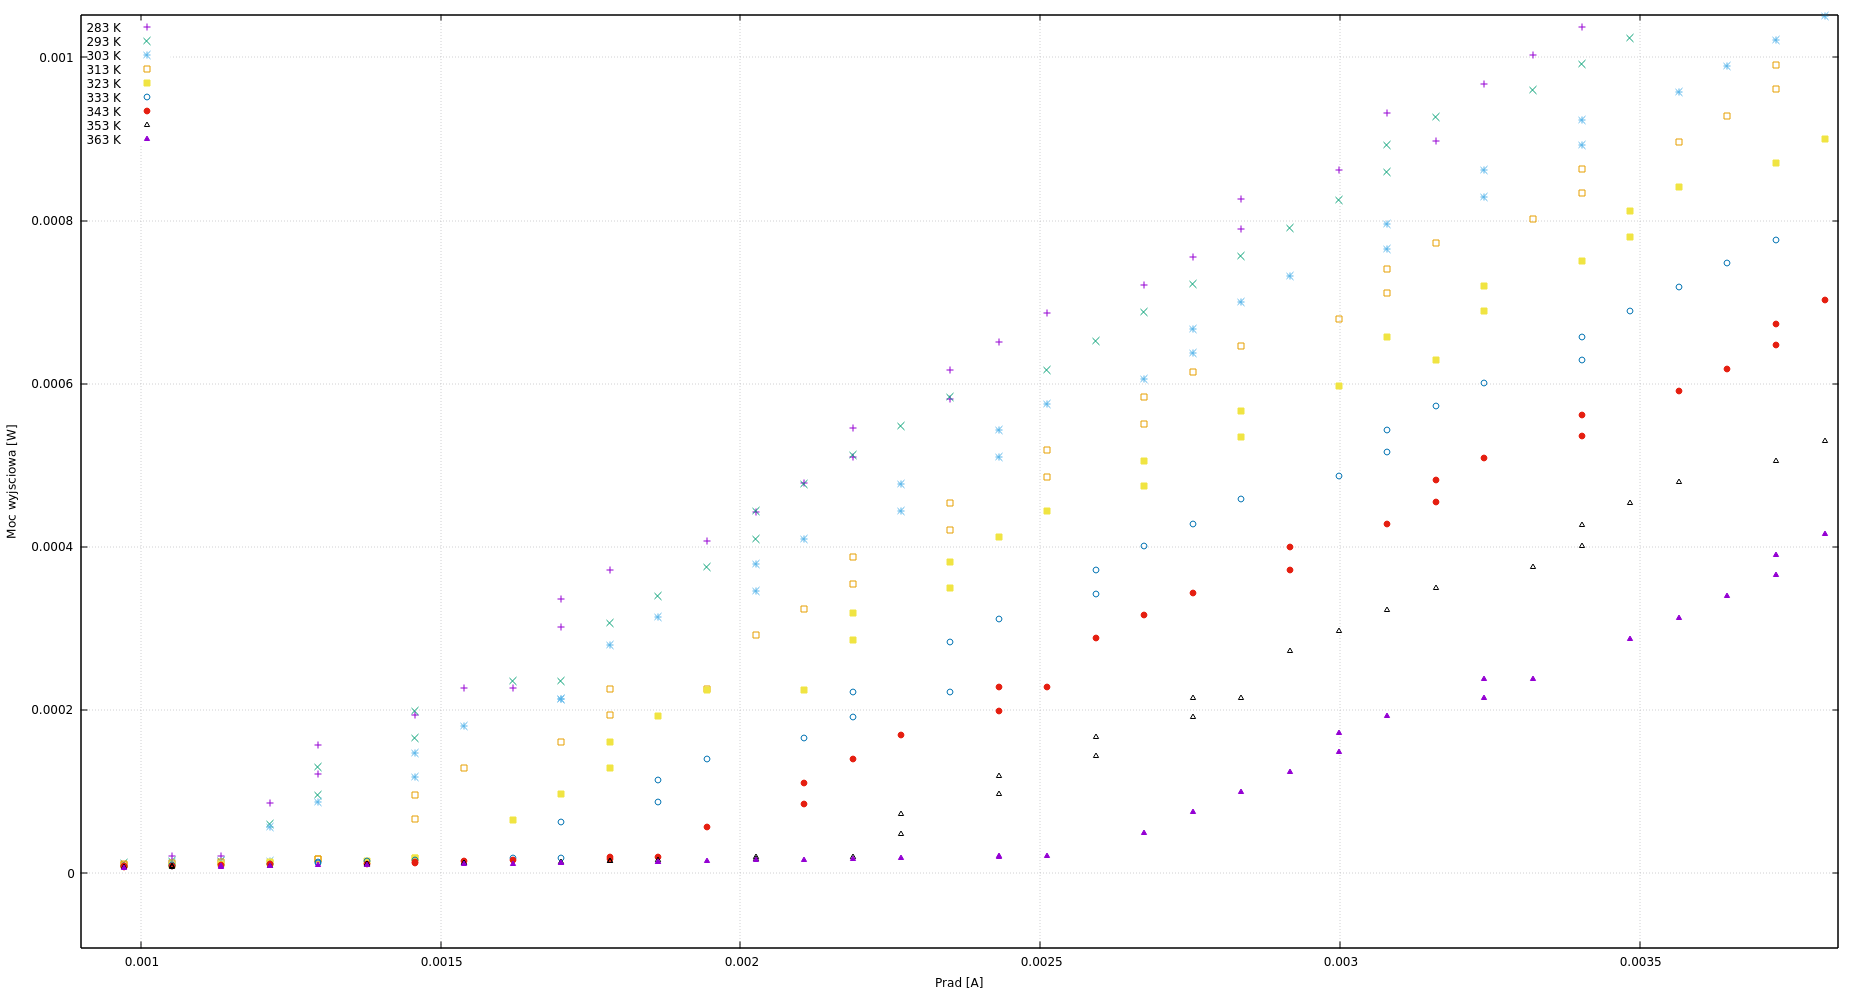 283 K
293 K
303 K
313 K
323 K
333 K
343 K
353 K
363 K
0.001
0.0008
0.0006
0.0004
0.0002
0
Moc wyjsciowa [W]
0.001 0.0015 0.002 0.0025 0.003 0.0035
Prad [A]